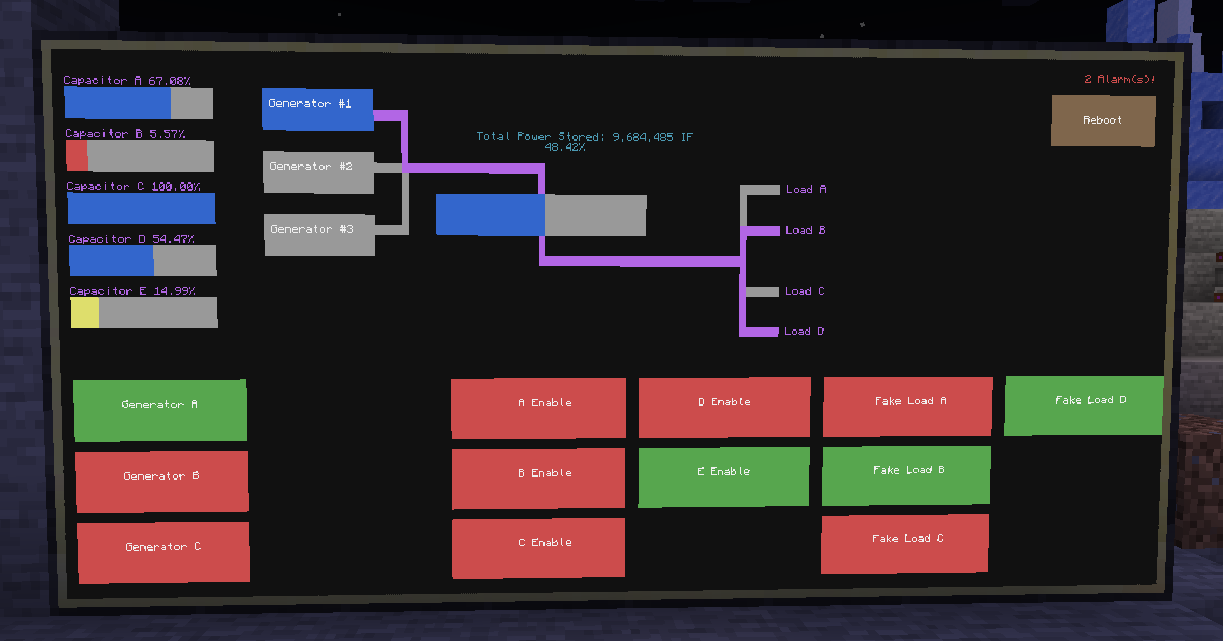 Capacitor A 67.08%
Capacitor B 5.57%
Capacitor C 100.00%
Capacitor D 54.47%
Capacitor E 14.99%
Generator #1
Generator #2
Generator #3
Total Power Stored: 9,684,485 IF
48.42%
Load A
Load B
Load C
Load D
2 Alarm(s)!
Reboot
Generator A
Generator B
Generator C
A Enable
B Enable
C Enable
D Enable
E Enable
Fake Load A
Fake Load B
Fake Load C
Fake Load D